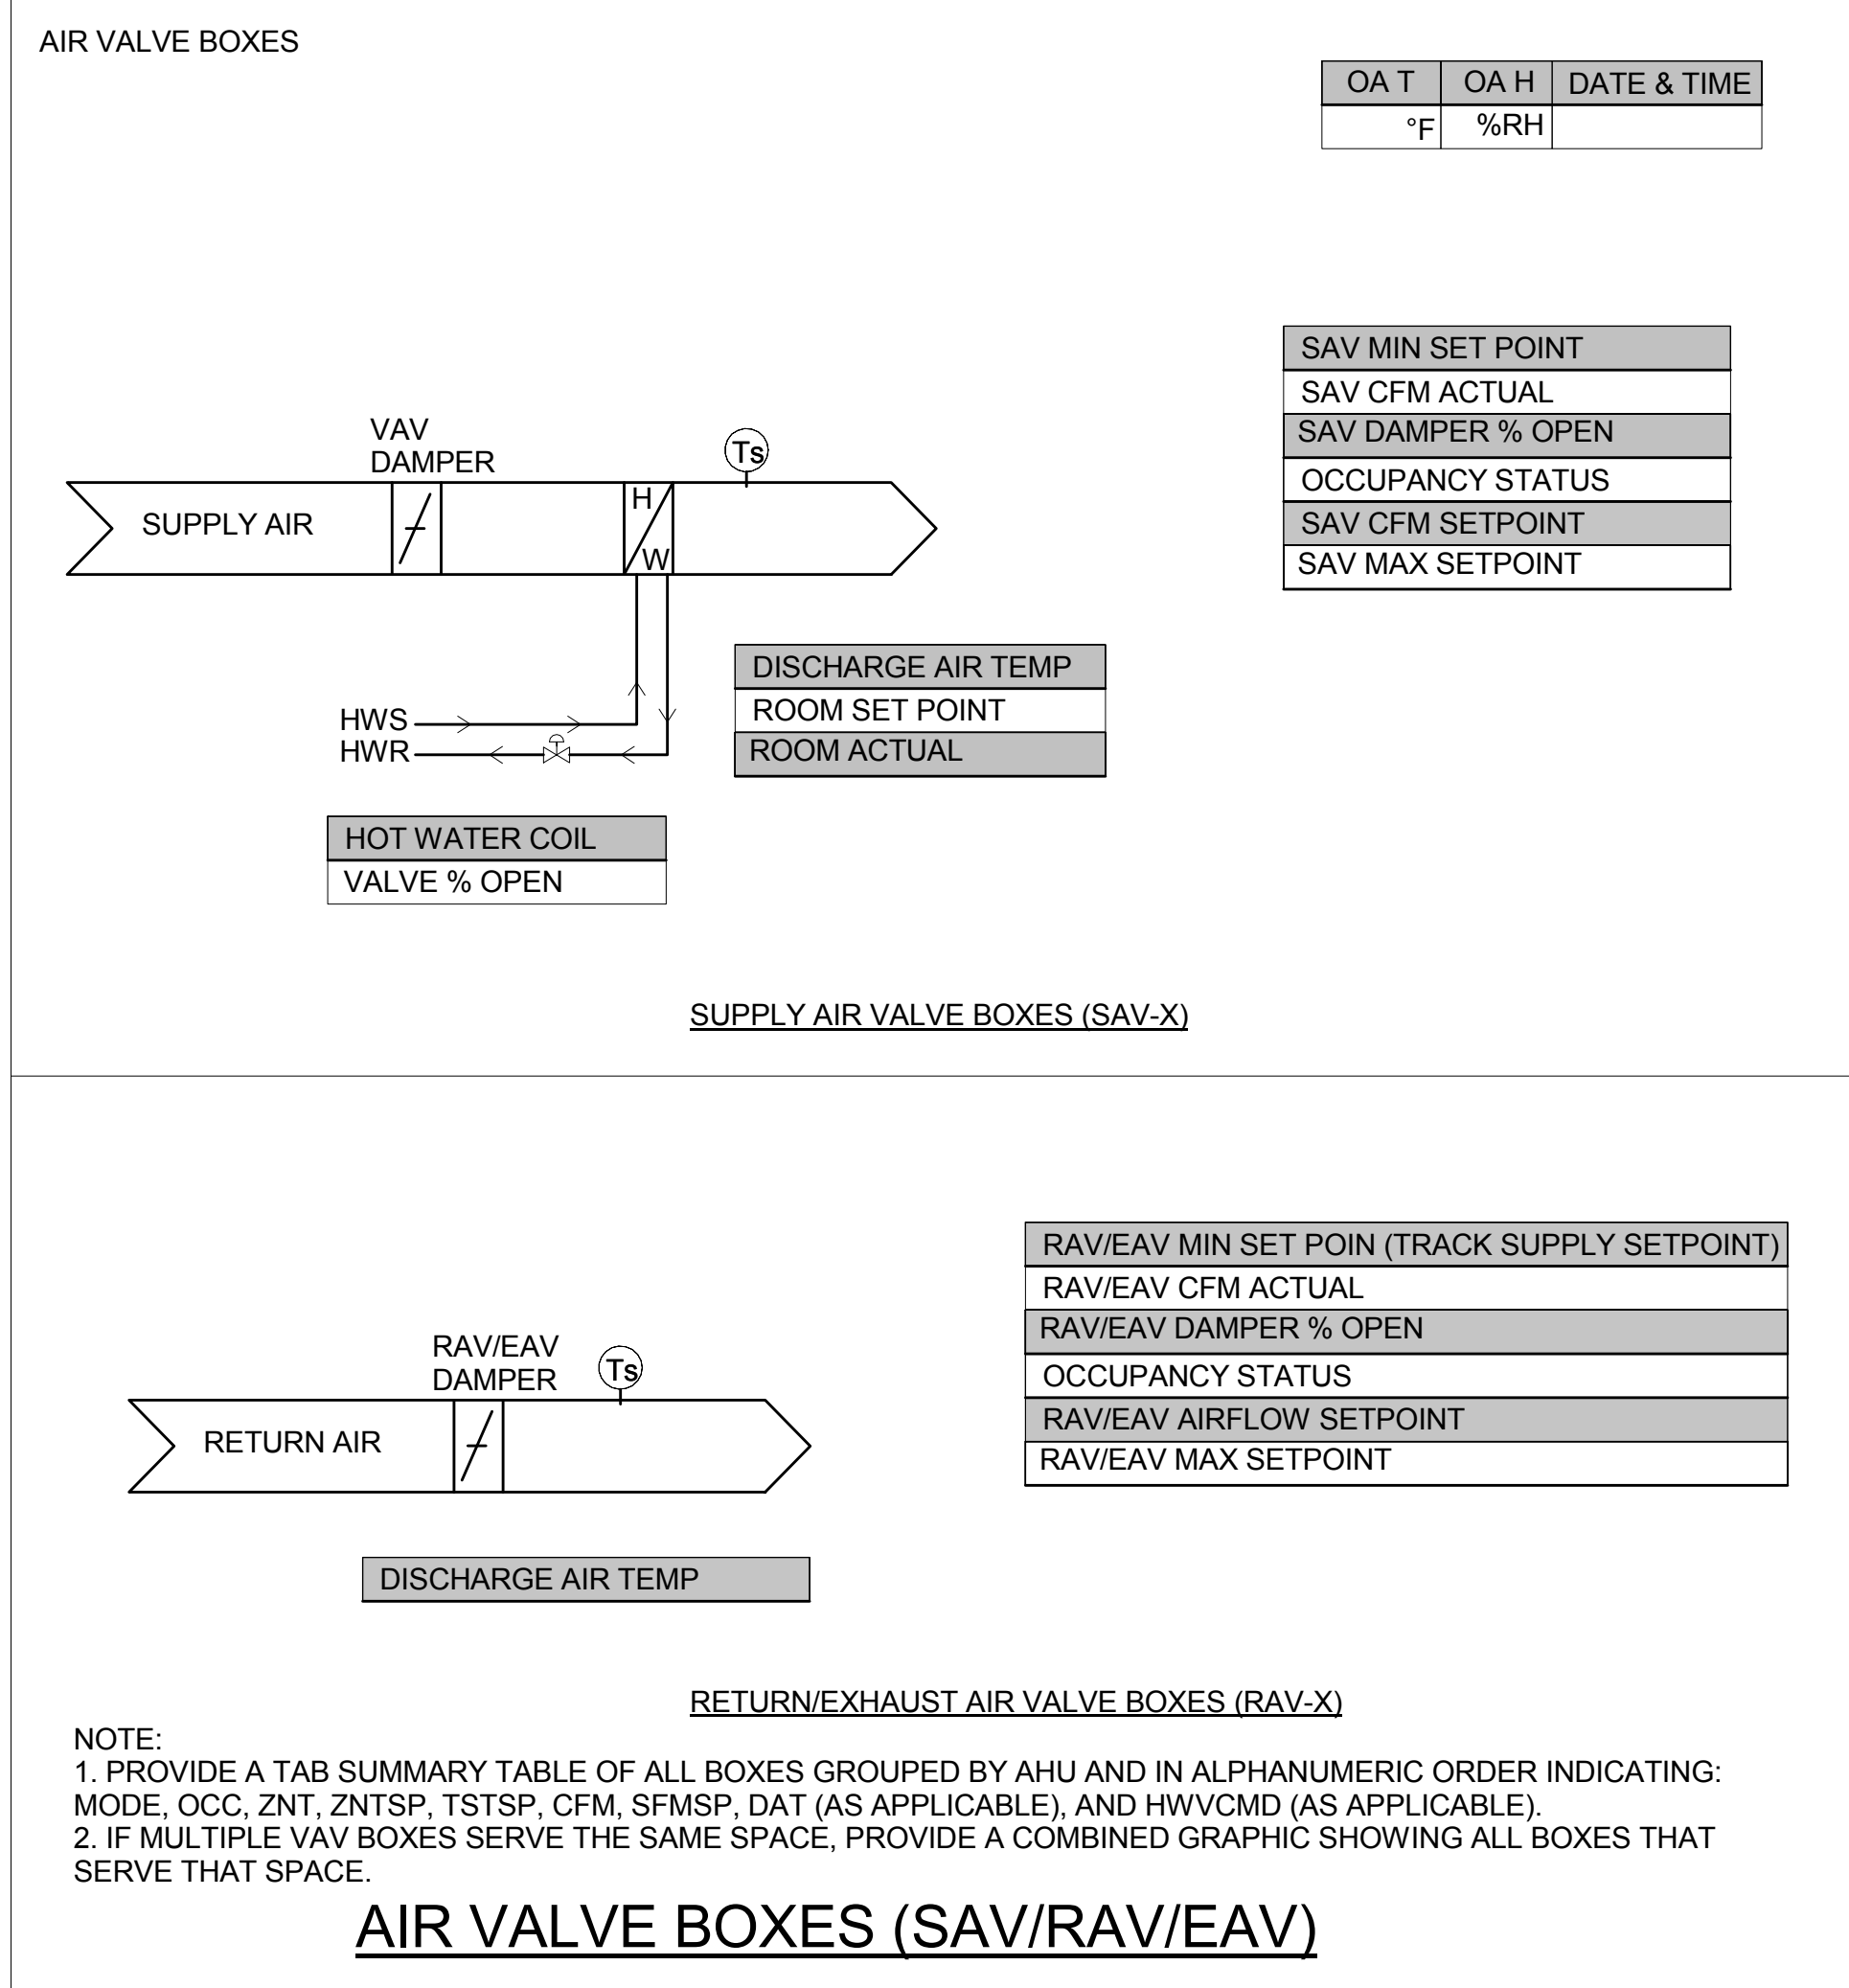 AIR VALVE BOXES
OA T OA H DATE & TIME
°F %RH
SAV MIN SET POINT
SAV CFM ACTUAL
SAV DAMPER % OPEN
OCCUPANCY STATUS
SAV CFM SETPOINT
SAV MAX SETPOINT
VAV
DAMPER
Ts
SUPPLY AIR
H
W
HWS
HWR
DISCHARGE AIR TEMP
ROOM SET POINT
ROOM ACTUAL
HOT WATER COIL
VALVE % OPEN
SUPPLY AIR VALVE BOXES (SAV-X)
RAV/EAV MIN SET POIN (TRACK SUPPLY SETPOINT)
RAV/EAV CFM ACTUAL
RAV/EAV DAMPER % OPEN
OCCUPANCY STATUS
RAV/EAV AIRFLOW SETPOINT
RAV/EAV MAX SETPOINT
RAV/EAV
DAMPER
Ts
RETURN AIR
DISCHARGE AIR TEMP
RETURN/EXHAUST AIR VALVE BOXES (RAV-X)
NOTE:
1. PROVIDE A TAB SUMMARY TABLE OF ALL BOXES GROUPED BY AHU AND IN ALPHANUMERIC ORDER INDICATING:
MODE, OCC, ZNT, ZNTSP, TSTSP, CFM, SFMSP, DAT (AS APPLICABLE), AND HWVCMD (AS APPLICABLE).
2. IF MULTIPLE VAV BOXES SERVE THE SAME SPACE, PROVIDE A COMBINED GRAPHIC SHOWING ALL BOXES THAT
SERVE THAT SPACE.
AIR VALVE BOXES (SAV/RAV/EAV)